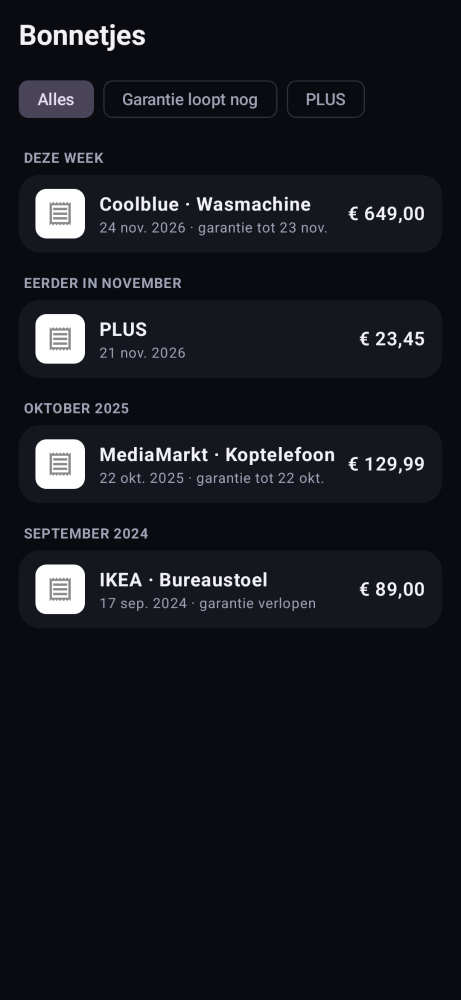 Bonnetjes
Alles
Garantie loopt nog
PLUS
DEZE WEEK
Coolblue · Wasmachine
€ 649,00
24 nov. 2026 · garantie tot 23 nov.
EERDER IN NOVEMBER
PLUS
€ 23,45
21 nov. 2026
OKTOBER 2025
MediaMarkt · Koptelefoon
€ 129,99
22 okt. 2025 · garantie tot 22 okt.
SEPTEMBER 2024
IKEA · Bureaustoel
€ 89,00
17 sep. 2024 · garantie verlopen